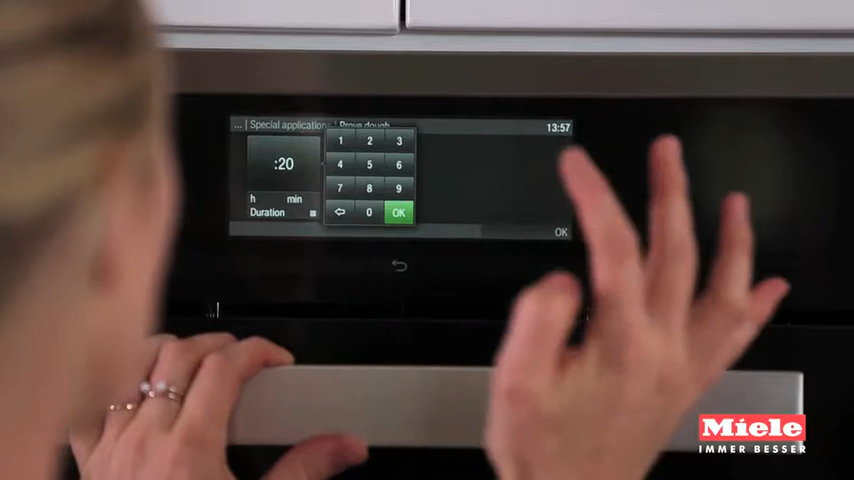 ... | Special applications | Prove dough 13:57
1 2 3
:20
4 5 6
7 8 9
h min
Duration
0 OK
OK
Miele
IMMER BESSER